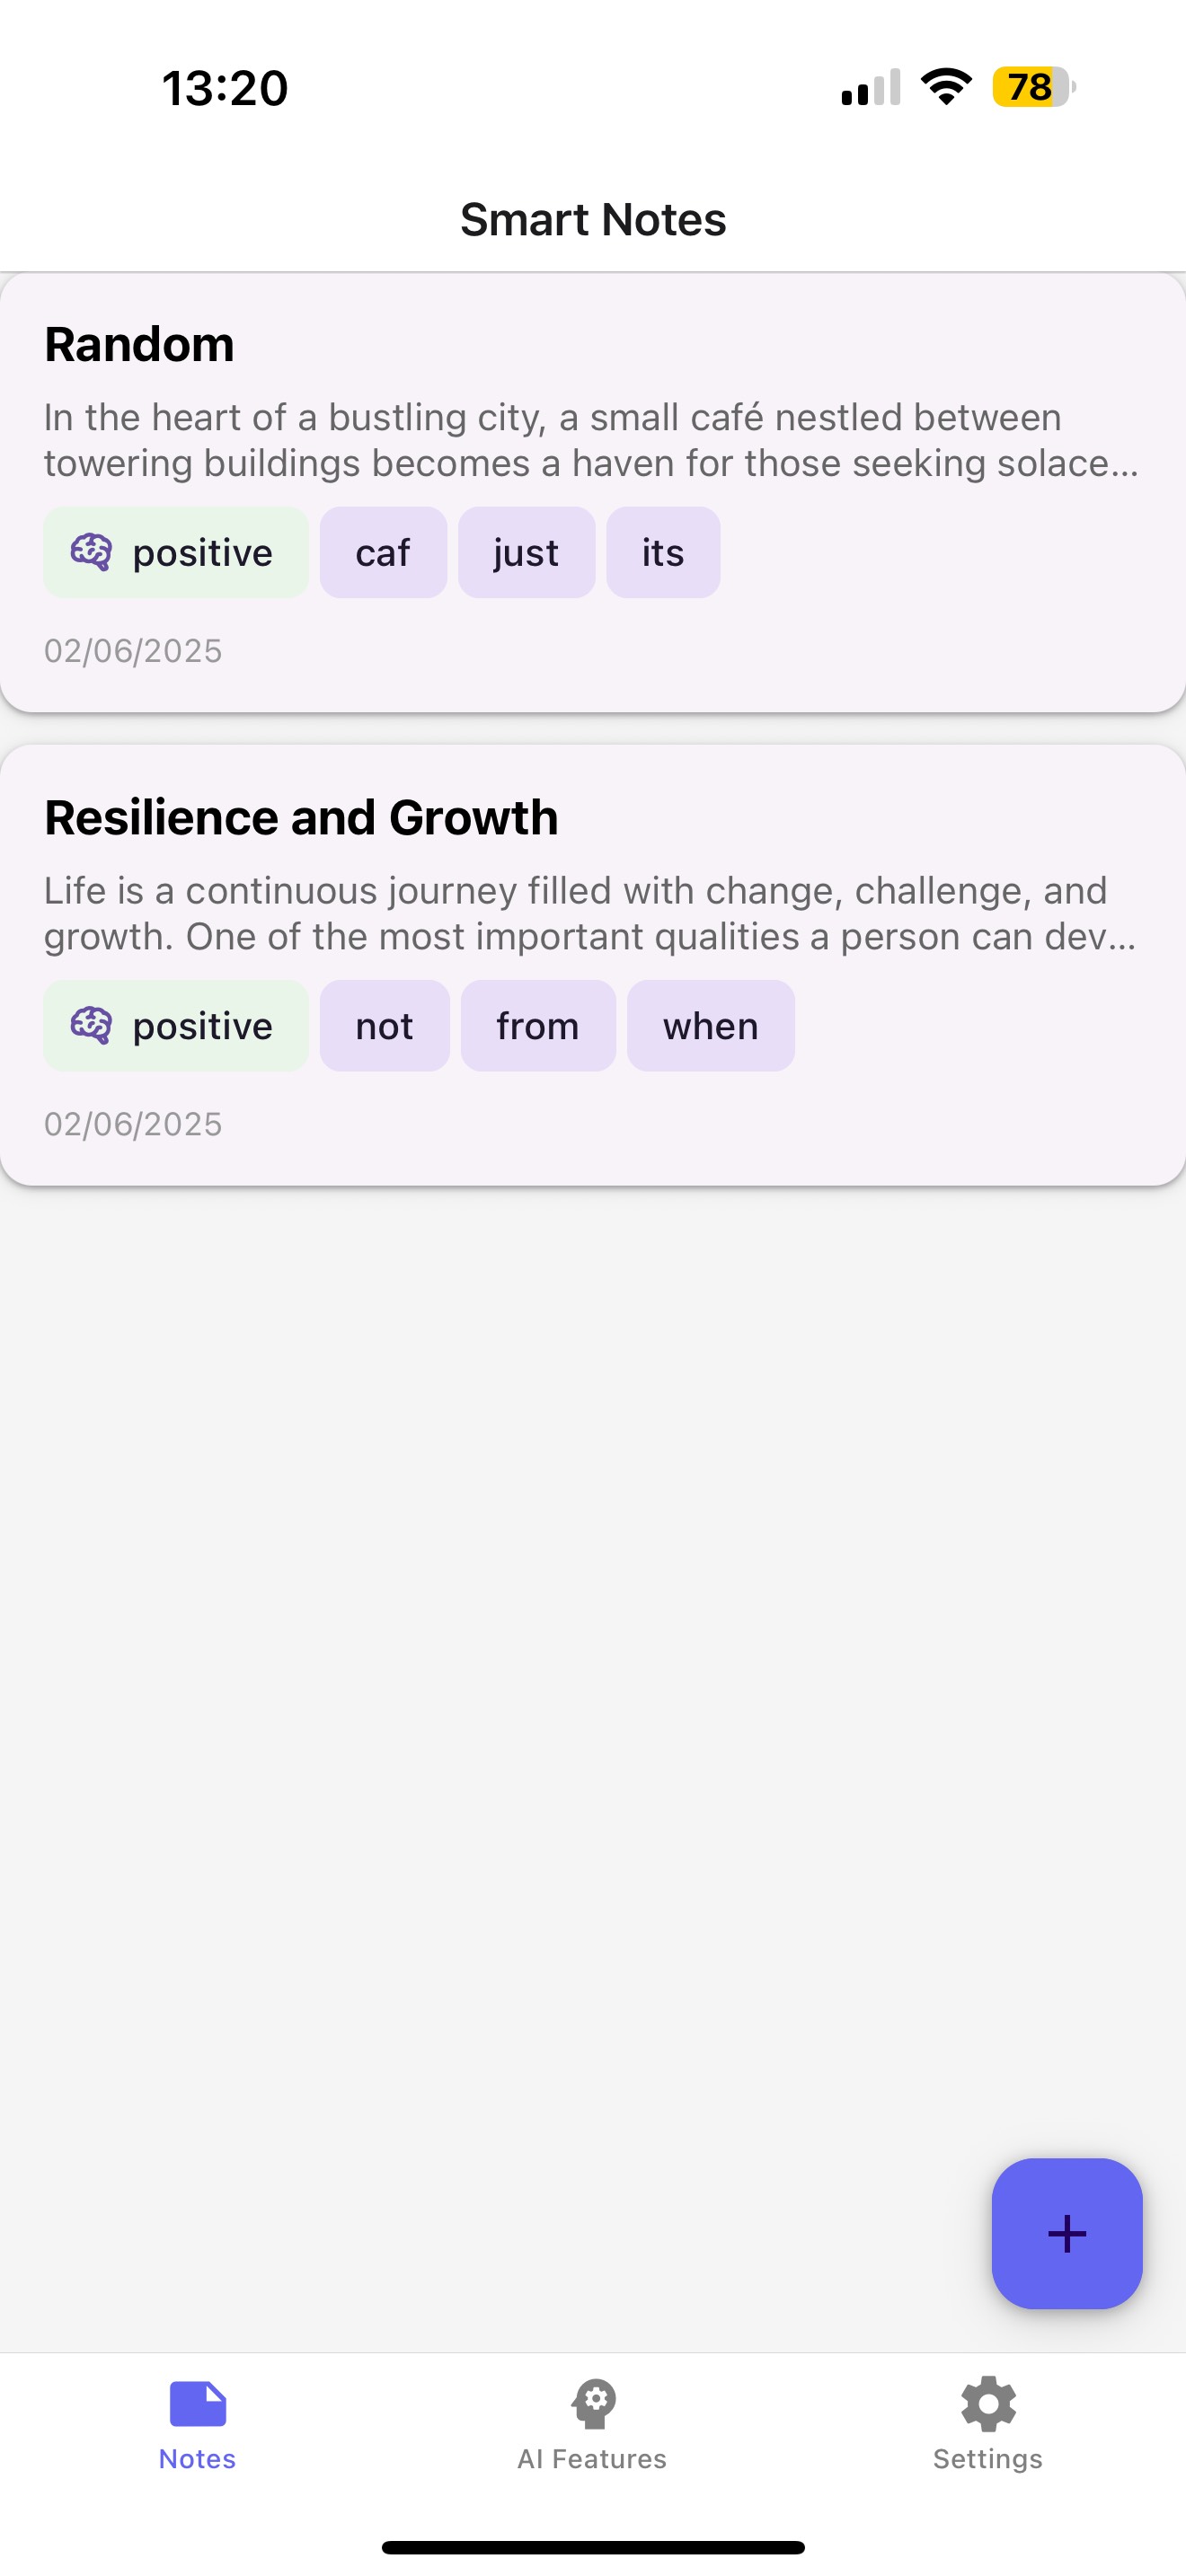 13:20
78
Smart Notes
Random
In the heart of a bustling city, a small café nestled between
towering buildings becomes a haven for those seeking solace...
positive caf just its
02/06/2025
Resilience and Growth
Life is a continuous journey filled with change, challenge, and
growth. One of the most important qualities a person can dev...
positive not from when
02/06/2025
+
Notes AI Features Settings